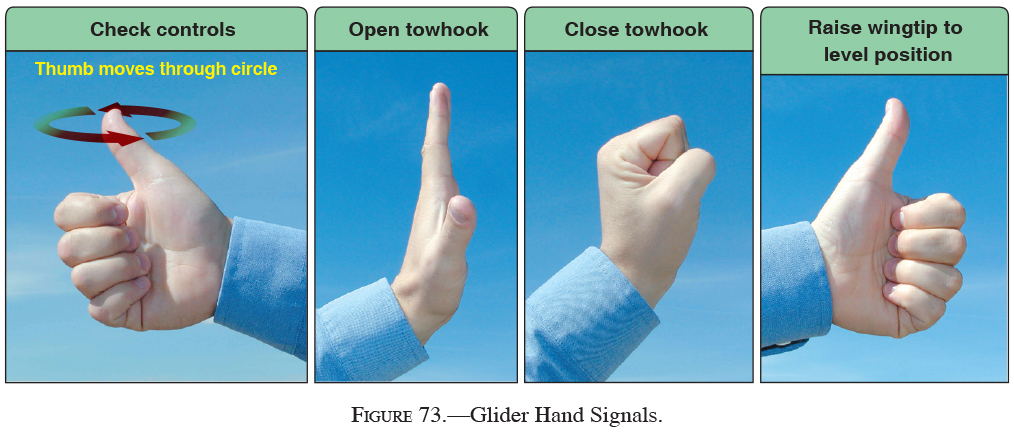 Check controls
Thumb moves through circle
Open towhook
Close towhook
Raise wingtip to
level position
FIGURE 73.—Glider Hand Signals.